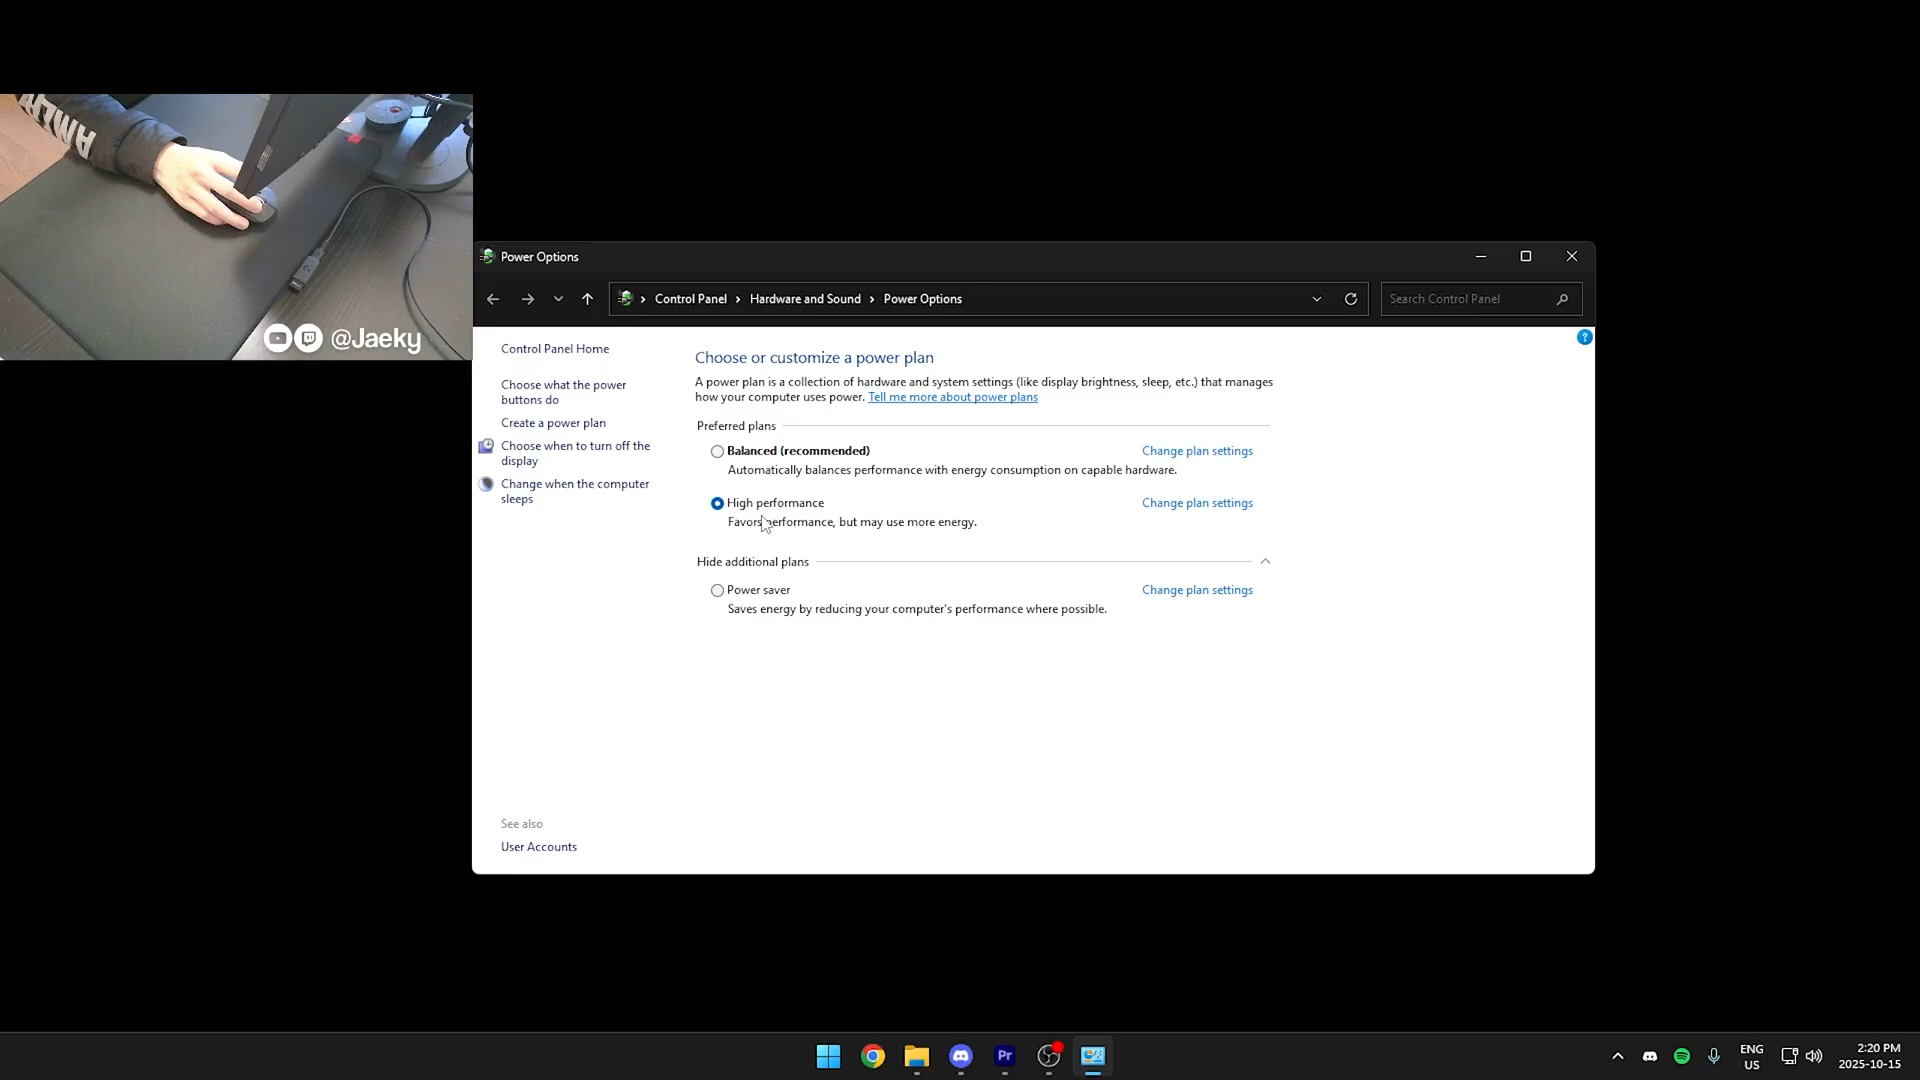 AMLA
@Jaeky
Power Options
Control Panel > Hardware and Sound > Power Options
Search Control Panel
Control Panel Home
Choose what the power
buttons do
Create a power plan
Choose when to turn off the
display
Change when the computer
sleeps
See also
User Accounts
Choose or customize a power plan
A power plan is a collection of hardware and system settings (like display brightness, sleep, etc.) that manages
how your computer uses power. Tell me more about power plans
Preferred plans
Balanced (recommended) Change plan settings
Automatically balances performance with energy consumption on capable hardware.
High performance Change plan settings
Favors performance, but may use more energy.
Hide additional plans
Power saver Change plan settings
Saves energy by reducing your computer's performance where possible.
?
Pr
ENG
US
2:20 PM
2025-10-15